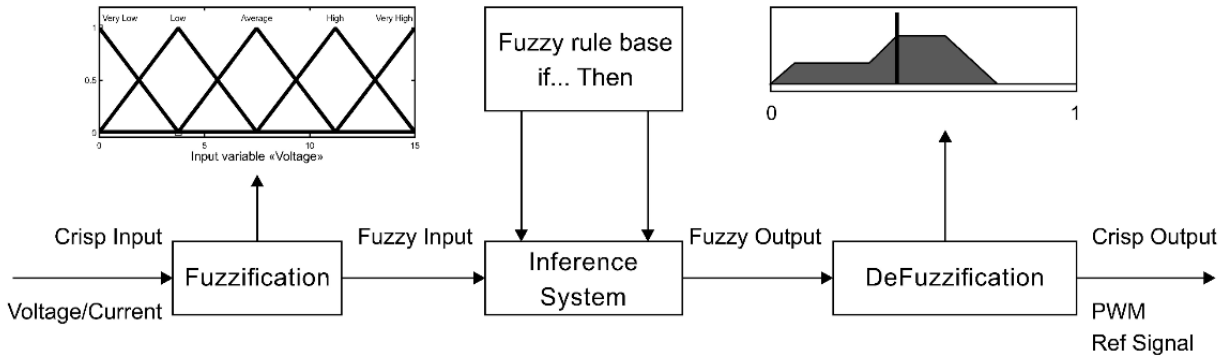 Very Low Low Average High Very High
1
0.5
0
0 5 10 15
Input variable «Voltage»
Fuzzy rule base
if... Then
0 1
Crisp Input
Voltage/Current
Fuzzification
Fuzzy Input
Inference
System
Fuzzy Output
DeFuzzification
Crisp Output
PWM
Ref Signal